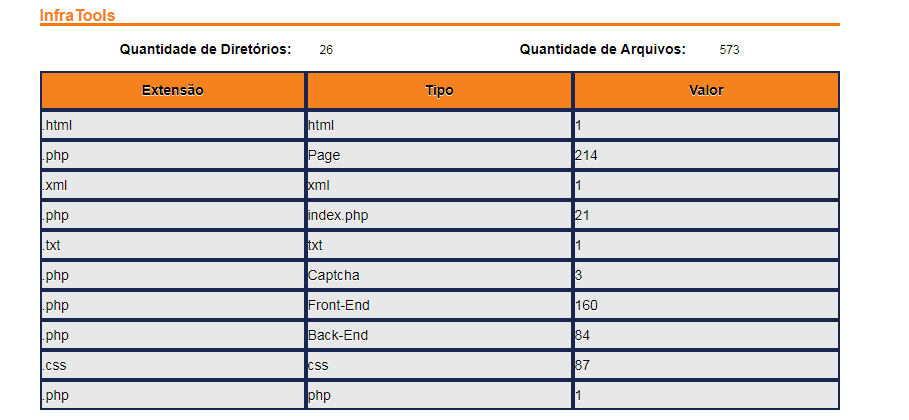 InfraTools
Quantidade de Diretórios: 26 Quantidade de Arquivos: 573
Extensão Tipo Valor
.html html 1
.php Page 214
.xml xml 1
.php index.php 21
.txt txt 1
.php Captcha 3
.php Front-End 160
.php Back-End 84
.css css 87
.php php 1